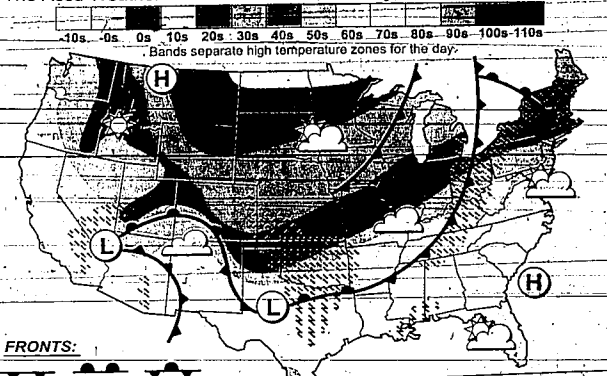 -10s -0s 0s 10s 20s 30s 40s 50s 60s 70s 80s 90s 100s 110s
Bands separate high temperature zones for the day.
H
L
L
H
FRONTS: